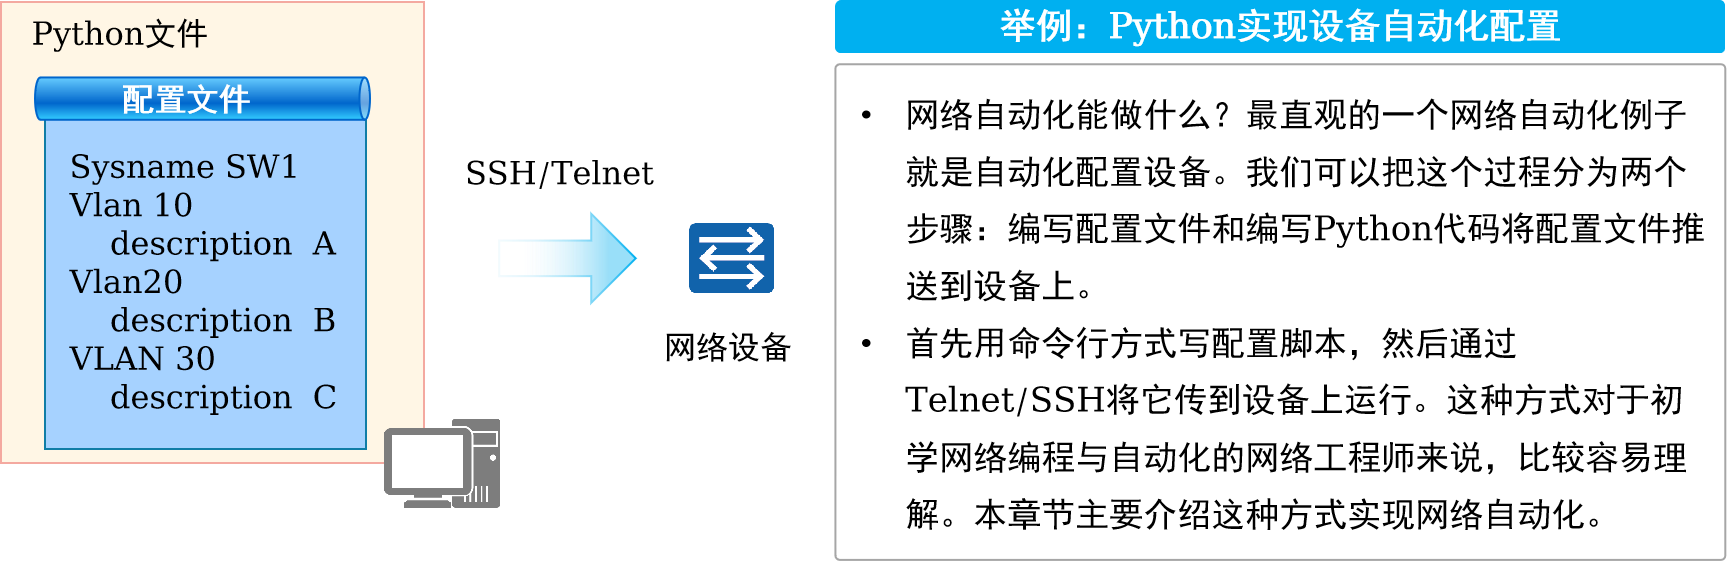 Python文件
配置文件
Sysname SW1
Vlan 10
description  A
Vlan20
description  B
VLAN 30
description  C
SSH/Telnet
网络设备
举例：Python实现设备自动化配置
• 网络自动化能做什么？最直观的一个网络自动化例子
就是自动化配置设备。我们可以把这个过程分为两个
步骤：编写配置文件和编写Python代码将配置文件推
送到设备上。
• 首先用命令行方式写配置脚本，然后通过
Telnet/SSH将它传到设备上运行。这种方式对于初
学网络编程与自动化的网络工程师来说，比较容易理
解。本章节主要介绍这种方式实现网络自动化。